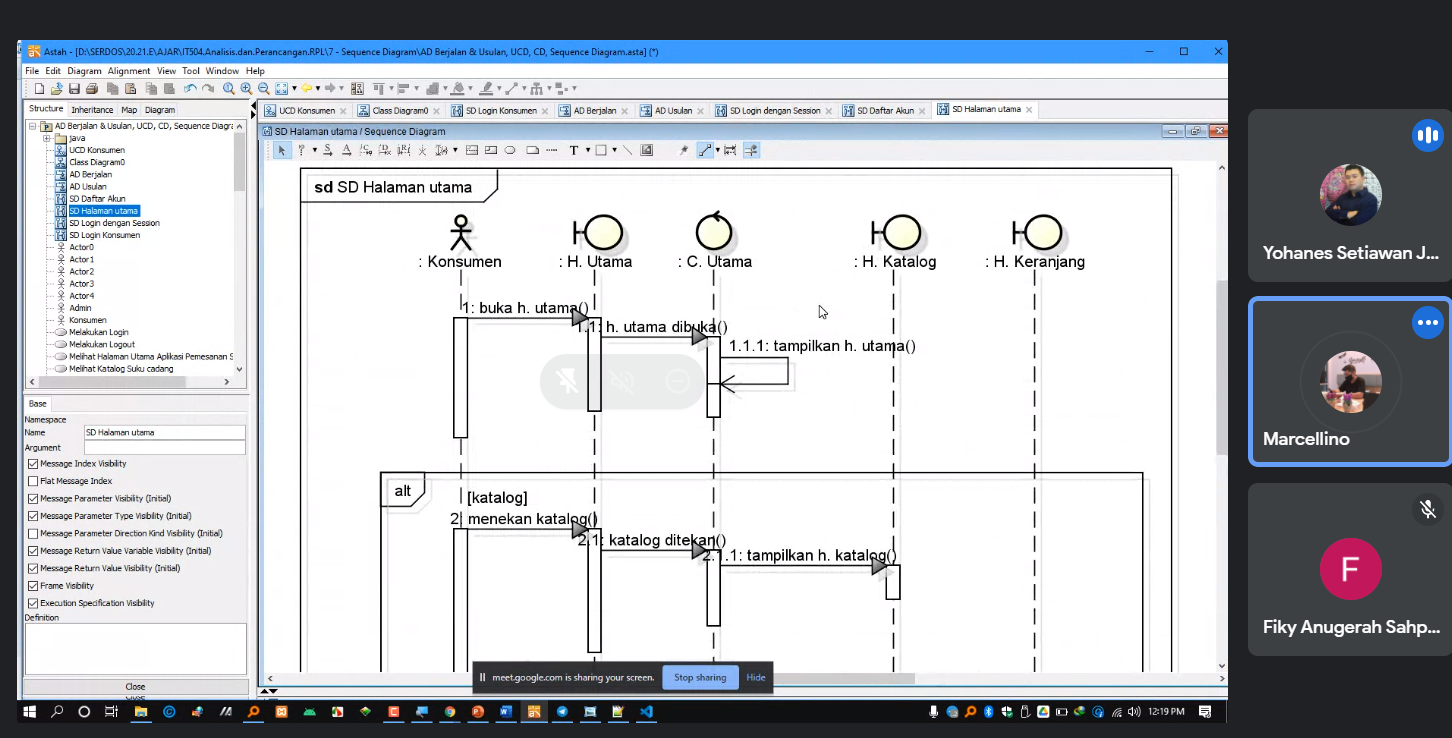 Astah - [D:\SERDOS\20.21.E\AJAR\IT504.Analisis.dan.Perancangan.RPL\7 - Sequence Diagram\AD Berjalan & Usulan, UCD, CD, Sequence Diagram.asta] (*)
File Edit Diagram Alignment View Tool Window Help
Structure Inheritance Map Diagram
UCD Konsumen Class Diagram0 SD Login Konsumen AD Berjalan AD Usulan SD Login dengan Session SD Daftar Akun SD Halaman utama
SD Halaman utama / Sequence Diagram
AD Berjalan & Usulan, UCD, CD, Sequence Diagra
java
UCD Konsumen
Class Diagram0
AD Berjalan
AD Usulan
SD Daftar Akun
SD Halaman utama
SD Login dengan Session
SD Login Konsumen
Actor0
Actor1
Actor2
Actor3
Actor4
Admin
Konsumen
Melakukan Login
Melakukan Logout
Melihat Halaman Utama Aplikasi Pemesanan S
Melihat Katalog Suku cadang
Base
Namespace
Name SD Halaman utama
Argument
Message Index Visibility
Flat Message Index
Message Parameter Visibility (Initial)
Message Parameter Type Visibility (Initial)
Message Parameter Direction Kind Visibility (Initial)
Message Return Value Variable Visibility (Initial)
Message Return Value Visibility (Initial)
Frame Visibility
Execution Specification Visibility
Definition
Close
sd SD Halaman utama
: Konsumen : H. Utama : C. Utama : H. Katalog : H. Keranjang
1: buka h. utama()
1.1: h. utama dibuka()
1.1.1: tampilkan h. utama()
alt
[katalog]
2: menekan katalog()
2.1: katalog ditekan()
2.1.1: tampilkan h. katalog()
meet.google.com is sharing your screen. Stop sharing Hide
12:19 PM
Yohanes Setiawan J...
Marcellino
F
Fiky Anugerah Sahp...